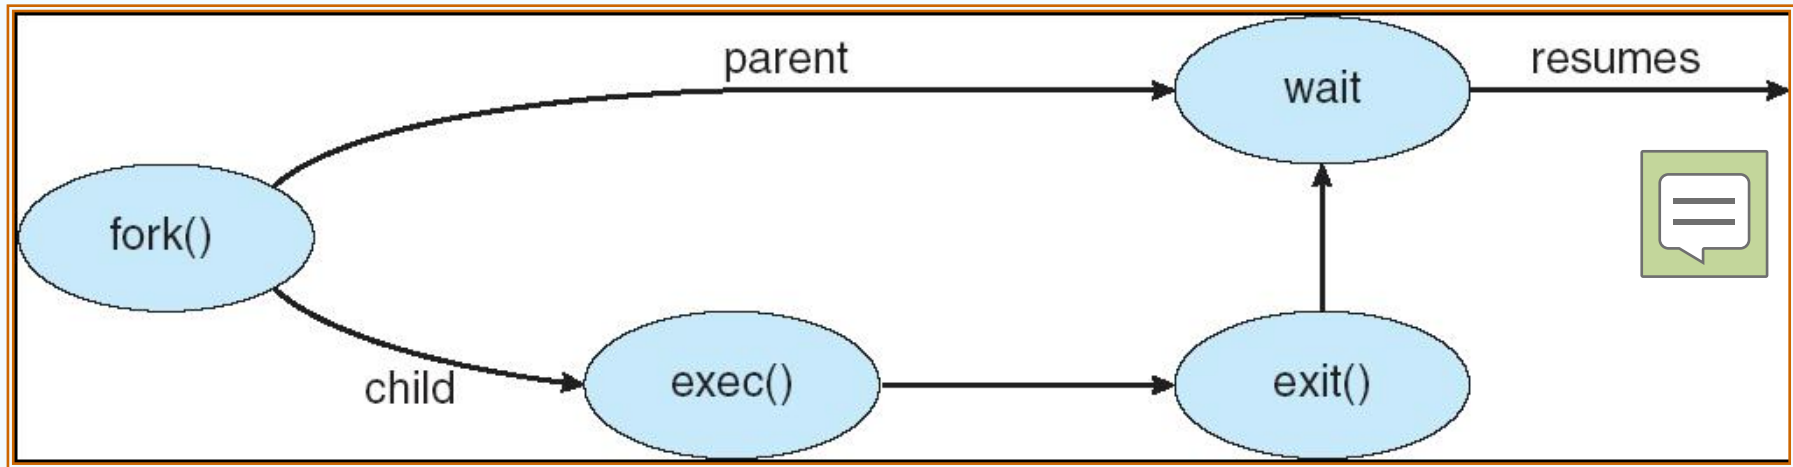 parent
wait
resumes
fork()
child
exec()
exit()